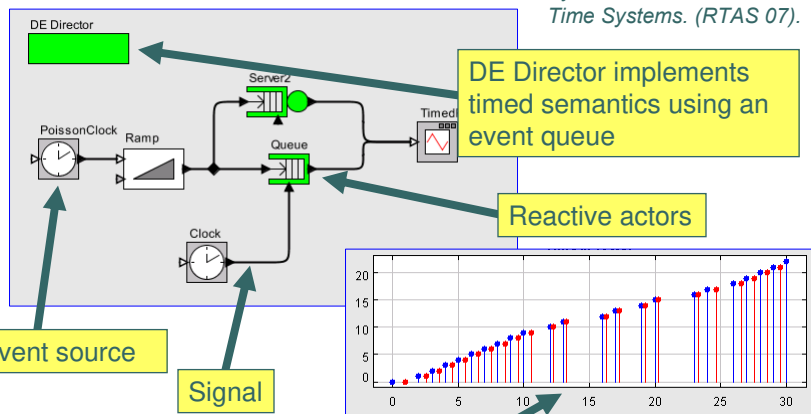 Time Systems. (RTAS 07).
DE Director
DE Director implements
timed semantics using an
event queue
Server2
PoissonClock
Ramp
Queue
Reactive actors
Clock
vent source
Signal
20
15
10
5
0
0 5 10 15 20 25 30